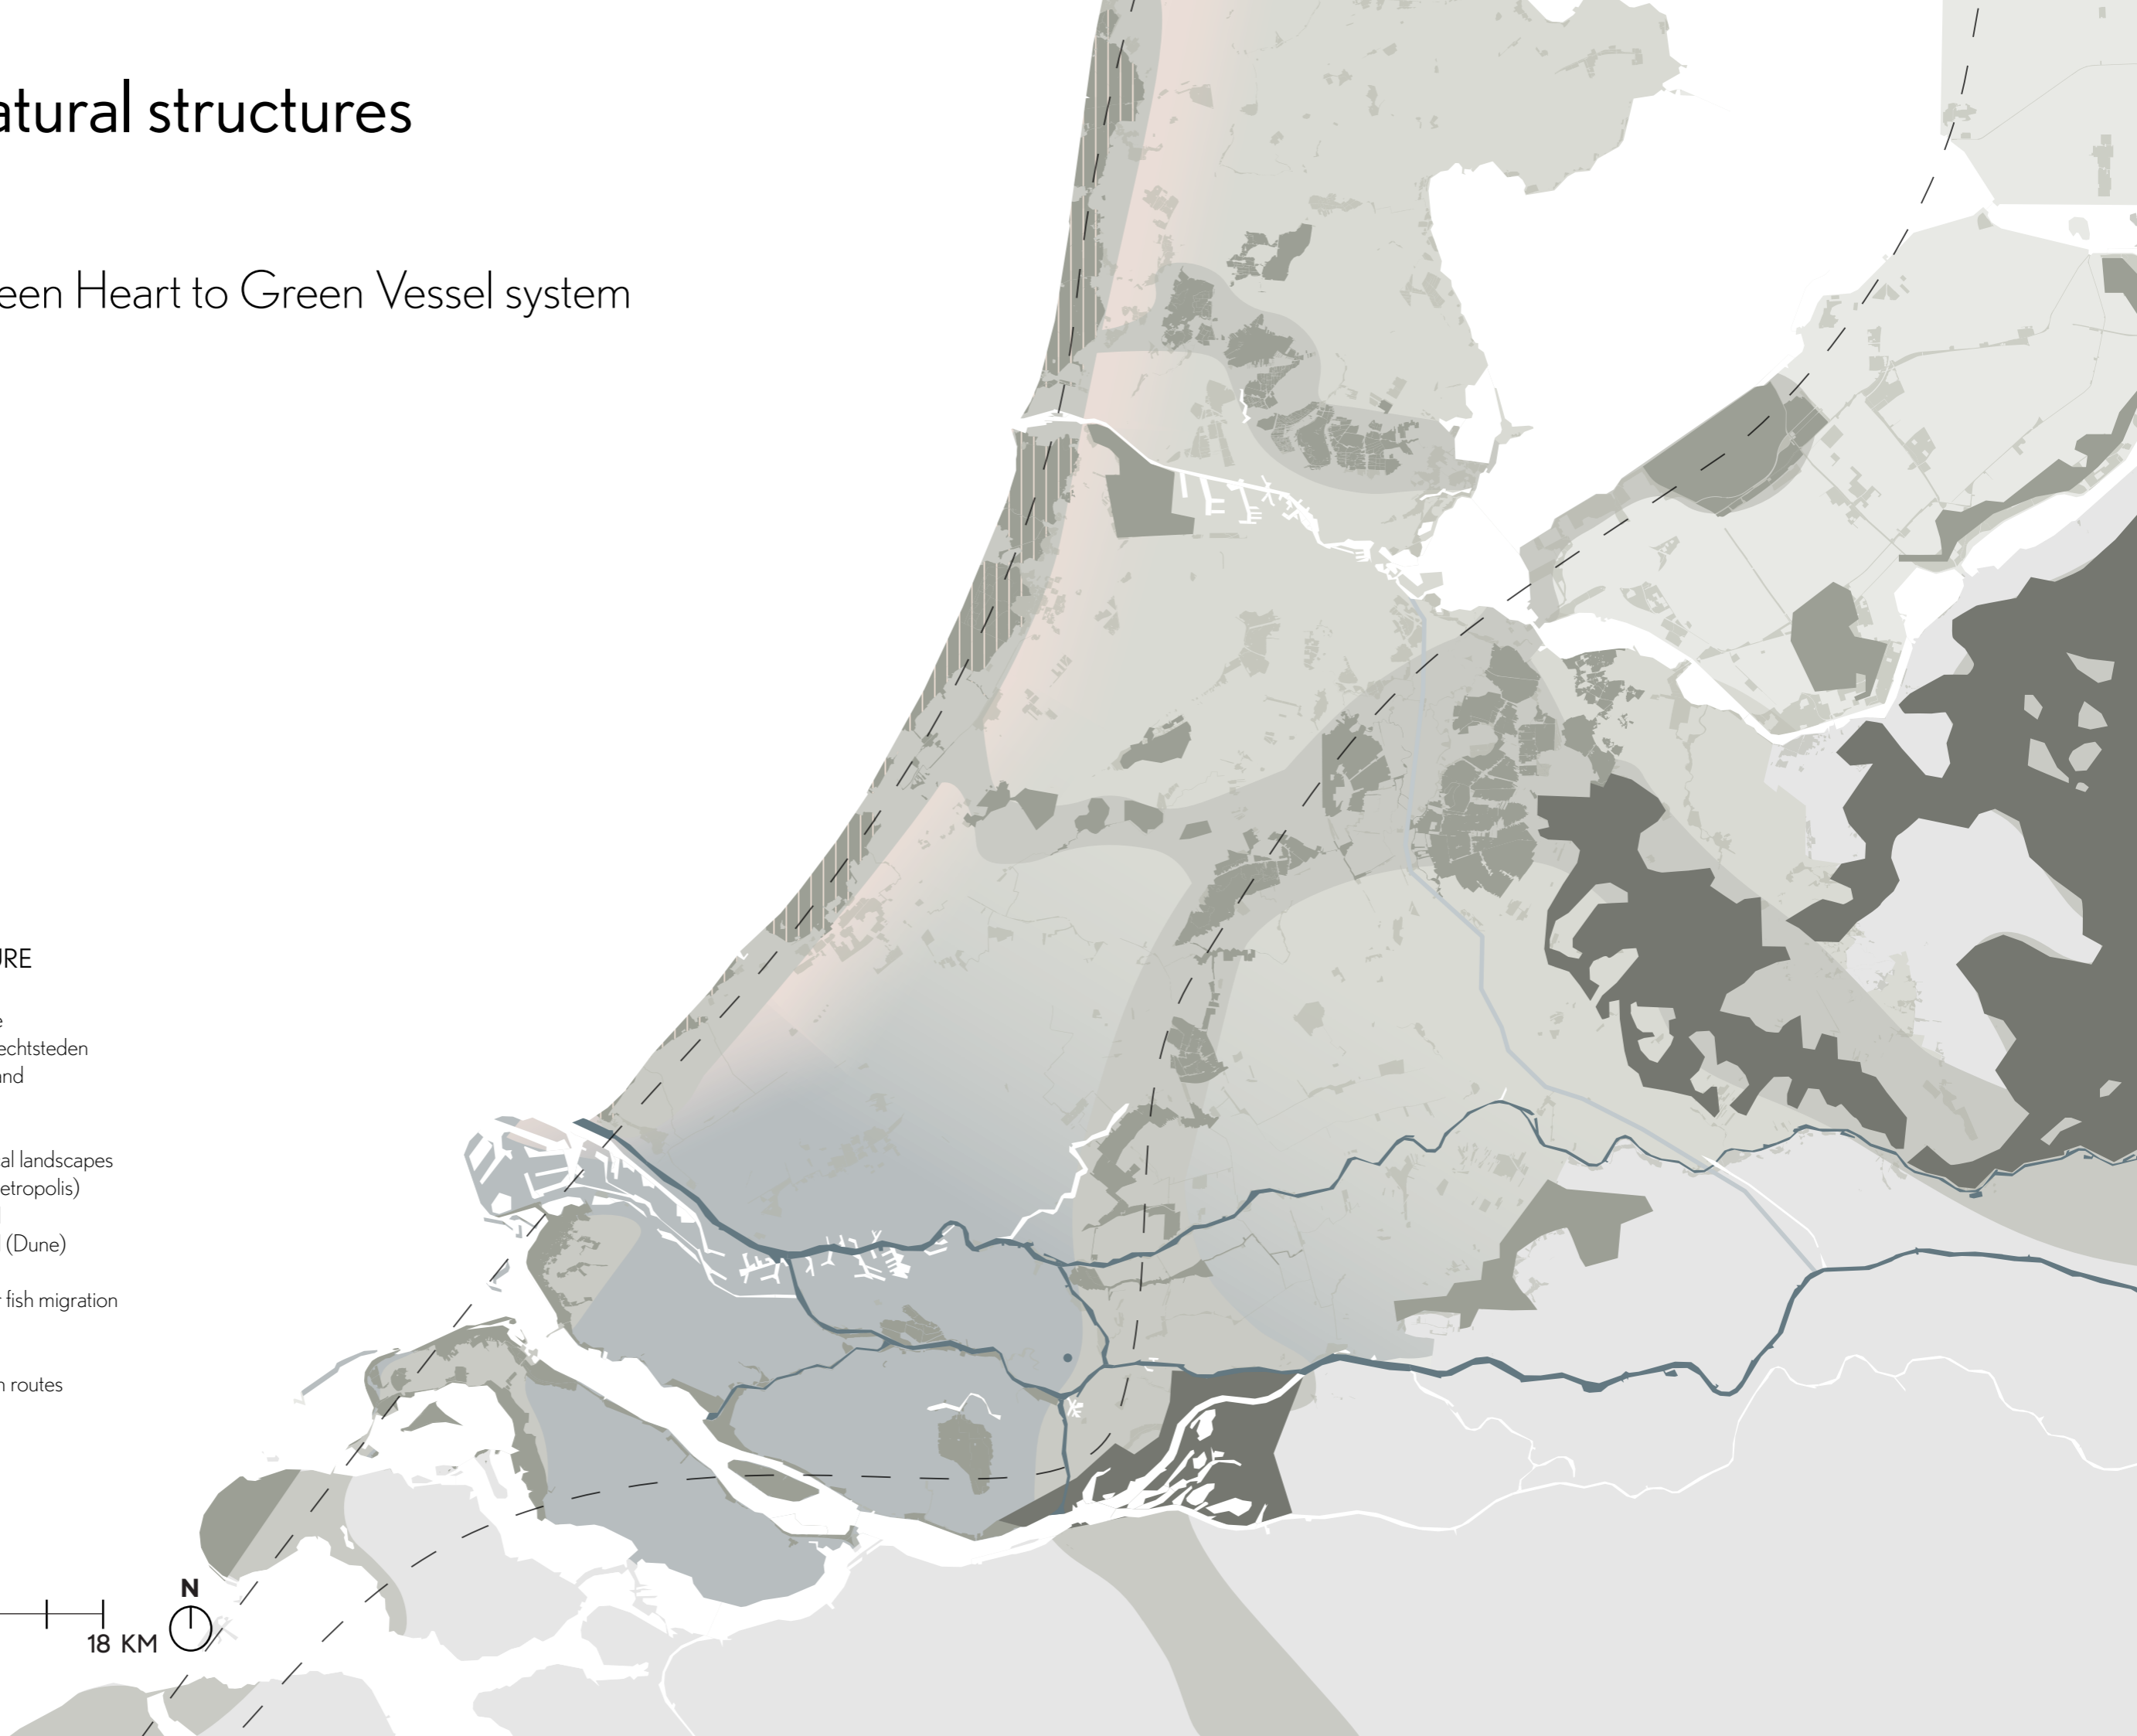 atural structures
een Heart to Green Vessel system
URE
e
echtsteden
and
al landscapes
etropolis)
l
l (Dune)
r fish migration
n routes
N
18 KM